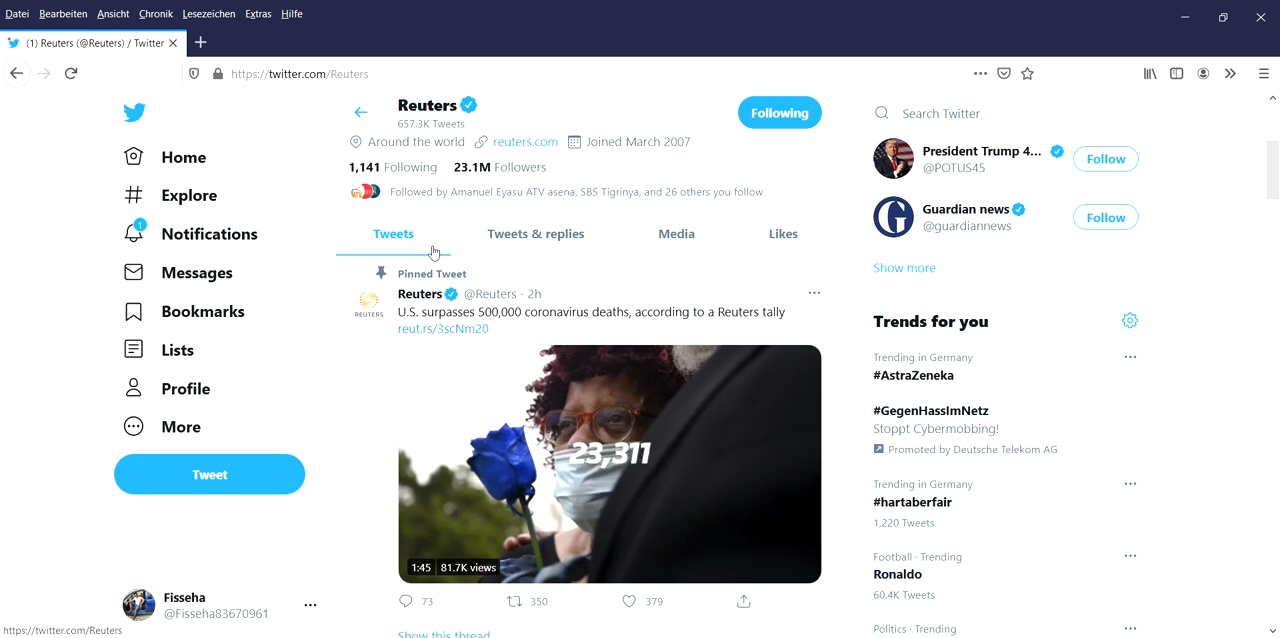 Datei Bearbeiten Ansicht Chronik Lesezeichen Extras Hilfe
(1) Reuters (@Reuters) / Twitter
https://twitter.com/Reuters
Home
Explore
1
Notifications
Messages
Bookmarks
Lists
Profile
More
Tweet
Fisseha
@Fisseha83670961
https://twitter.com/Reuters
Reuters
657.3K Tweets
Following
Around the world reuters.com Joined March 2007
1,141 Following 23.1M Followers
Followed by Amanuel Eyasu ATV asena, SBS Tigrinya, and 26 others you follow
Tweets Tweets & replies Media Likes
Pinned Tweet
Reuters @Reuters · 2h
U.S. surpasses 500,000 coronavirus deaths, according to a Reuters tally
reut.rs/3scNm20
REUTERS
23,311
1:45 81.7K views
73 350 379
Show this thread
Search Twitter
President Trump 4...
@POTUS45
Follow
Guardian news
@guardiannews
Follow
Show more
Trends for you
Trending in Germany
#AstraZeneka
#GegenHassImNetz
Stoppt Cybermobbing!
Promoted by Deutsche Telekom AG
Trending in Germany
#hartaberfair
1,220 Tweets
Football · Trending
Ronaldo
60.4K Tweets
Politics · Trending